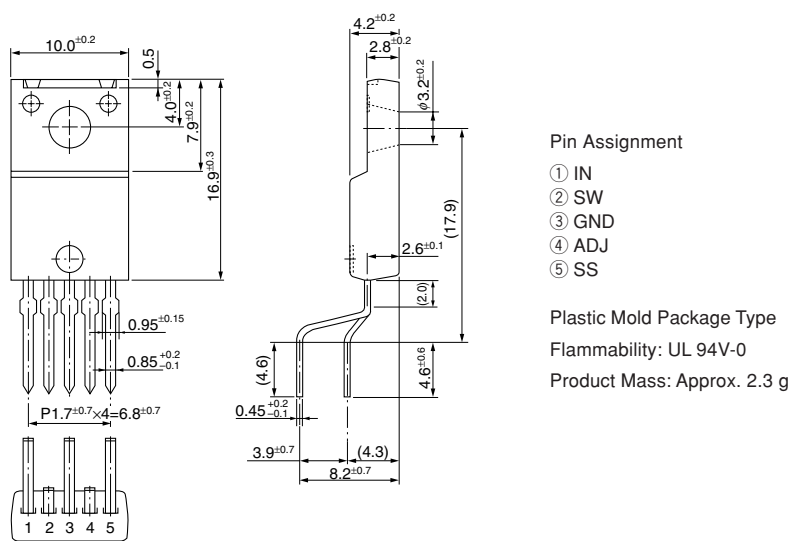 10.0±0.2
0.5
4.0±0.2
7.9±0.2
16.9±0.3
0.95±0.15
0.85+0.2−0.1
P1.7±0.7×4=6.8±0.7
1 2 3 4 5
4.2±0.2
2.8±0.2
φ3.2±0.2
(17.9)
2.6±0.1
(2.0)
(4.6)
4.6±0.6
0.45+0.2−0.1
3.9±0.7
(4.3)
8.2±0.7
Pin Assignment
① IN
② SW
③ GND
④ ADJ
⑤ SS
Plastic Mold Package Type
Flammability: UL 94V-0
Product Mass: Approx. 2.3 g